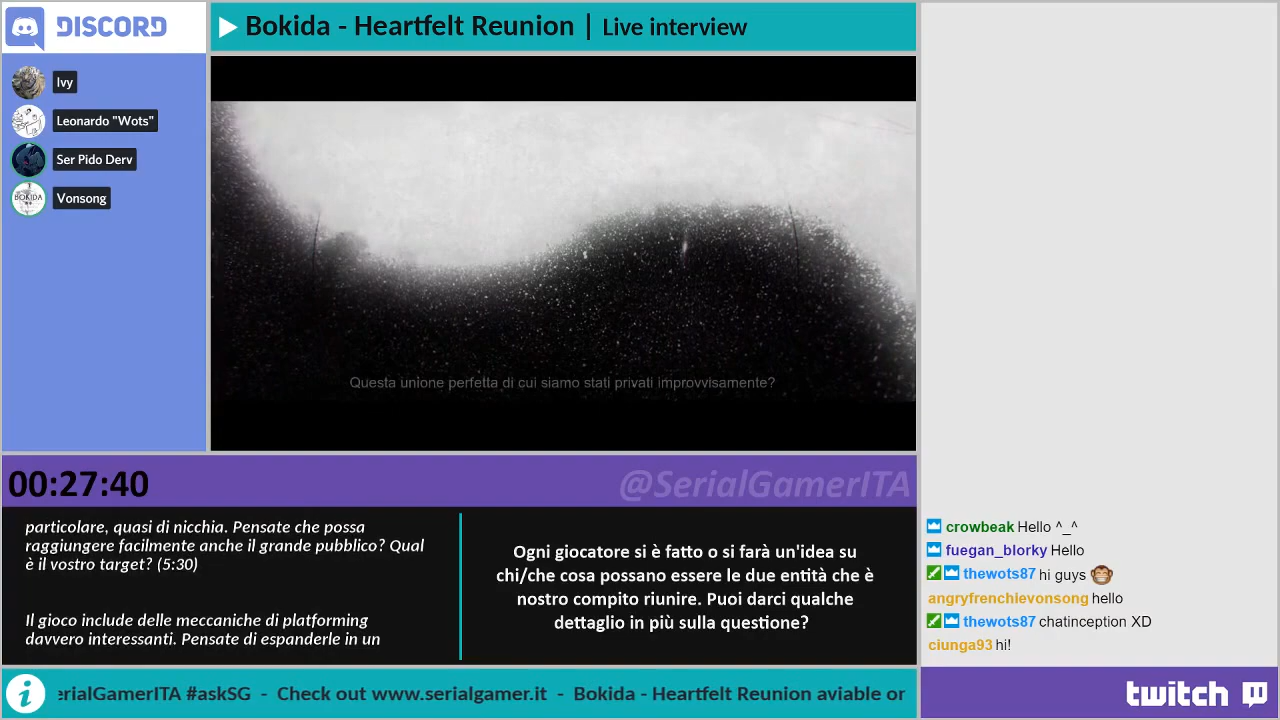 DISCORD
Bokida - Heartfelt Reunion | Live interview
Ivy
Leonardo "Wots"
Ser Pido Derv
BOKIDA
Vonsong
Questa unione perfetta di cui siamo stati privati improvvisamente?
00:27:40
@SerialGamerITA
particolare, quasi di nicchia. Pensate che possa
raggiungere facilmente anche il grande pubblico? Qual
è il vostro target? (5:30)
Il gioco include delle meccaniche di platforming
davvero interessanti. Pensate di espanderle in un
Ogni giocatore si è fatto o si farà un'idea su
chi/che cosa possano essere le due entità che è
nostro compito riunire. Puoi darci qualche
dettaglio in più sulla questione?
crowbeak Hello ^_^
fuegan_blorky Hello
thewots87 hi guys
angryfrenchievonsong hello
thewots87 chatinception XD
ciunga93 hi!
erialGamerITA #askSG - Check out www.serialgamer.it - Bokida - Heartfelt Reunion aviable or
twitch